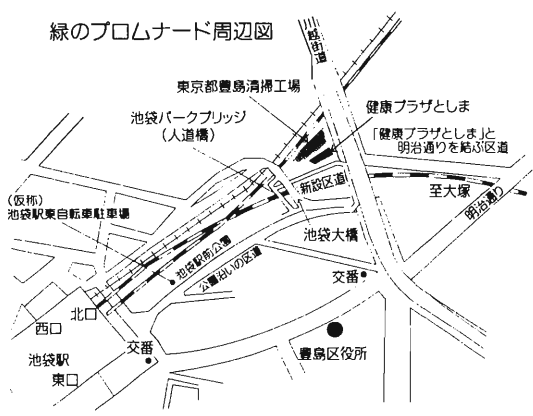 緑のプロムナード周辺図
川越街道
東京都豊島清掃工場
健康プラザとしま
池袋パークブリッジ
(人道橋)
「健康プラザとしま」と
明治通りを結ぶ区道
新設区道
至大塚
明治通り
(仮称)
池袋駅東自転車駐車場
池袋大橋
池袋駅前公園
公園沿いの区道
交番
北口
西口
池袋駅
東口
交番
豊島区役所